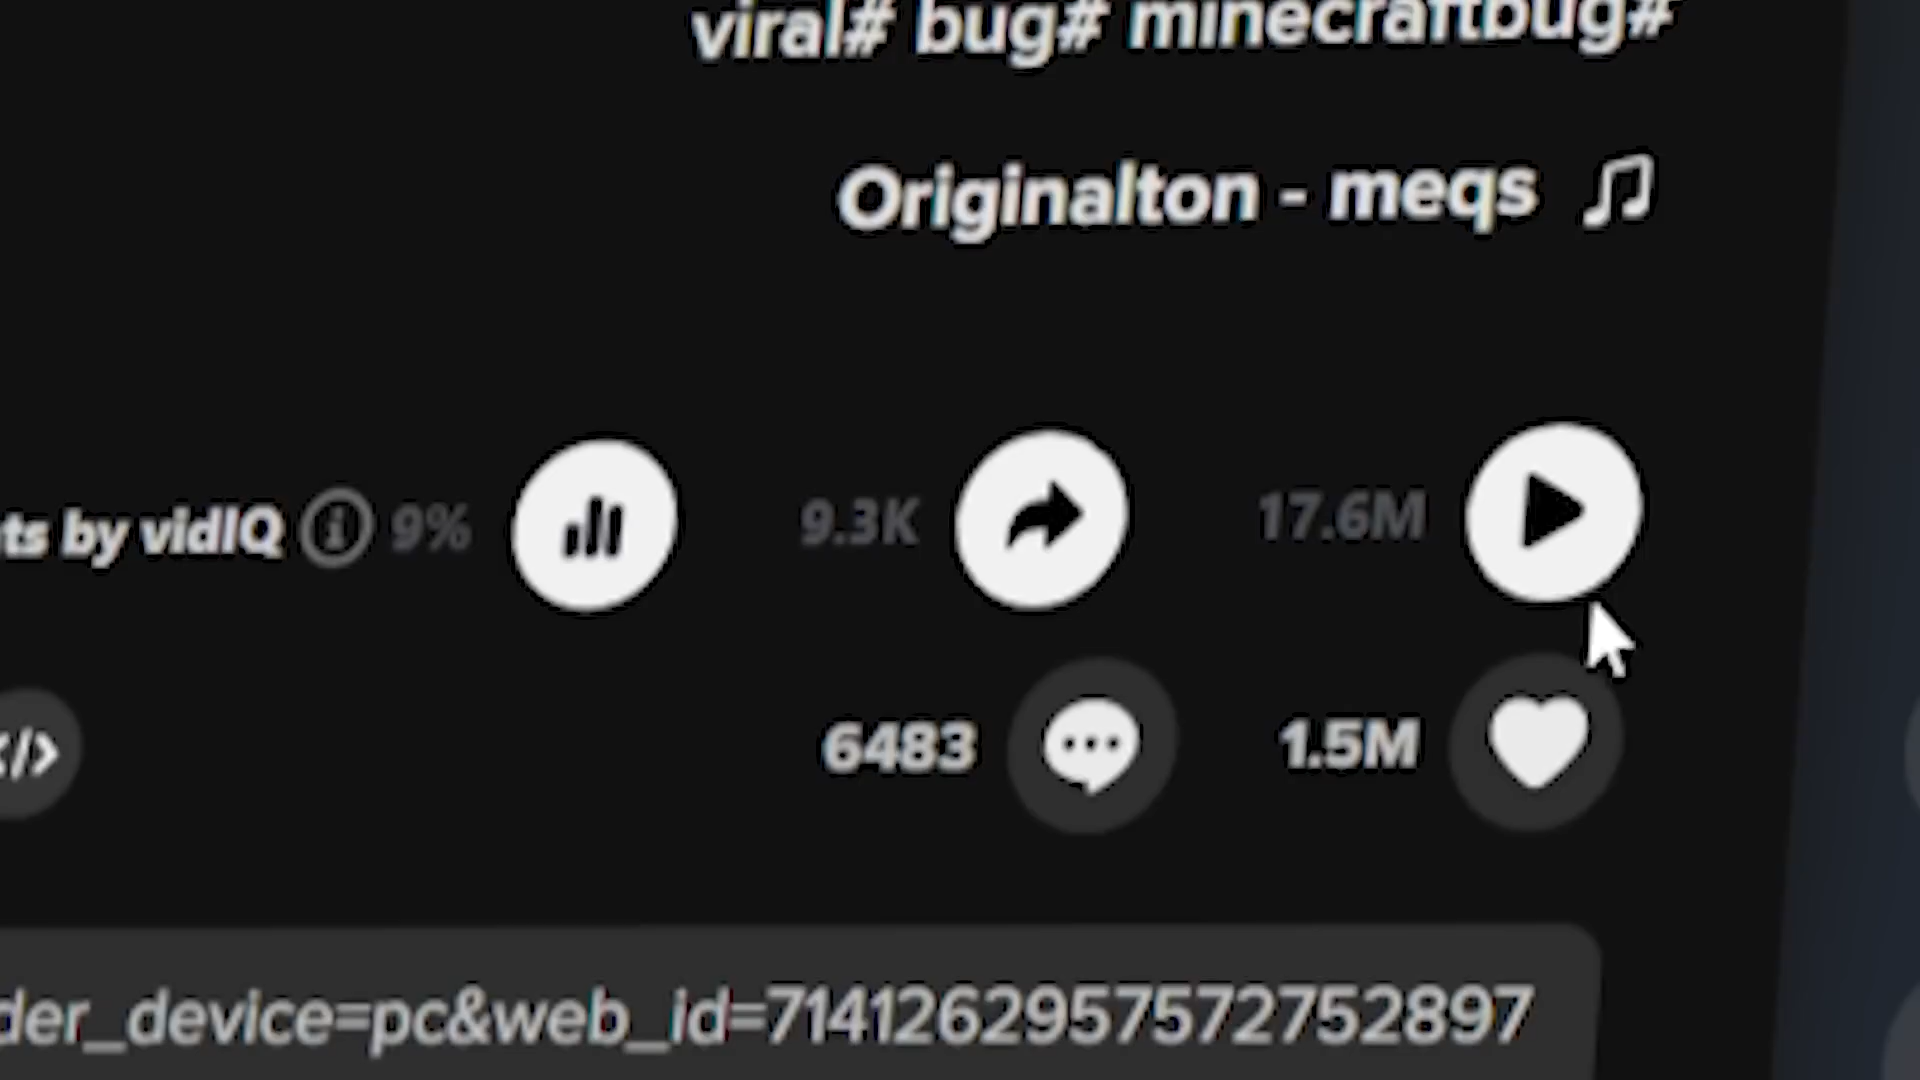 viral# bug# minecraftbug#
Originalton - meqs
ts by vidIQ 9% 9.3K 17.6M
</> 6483 1.5M
der_device=pc&web_id=7141262957572752897